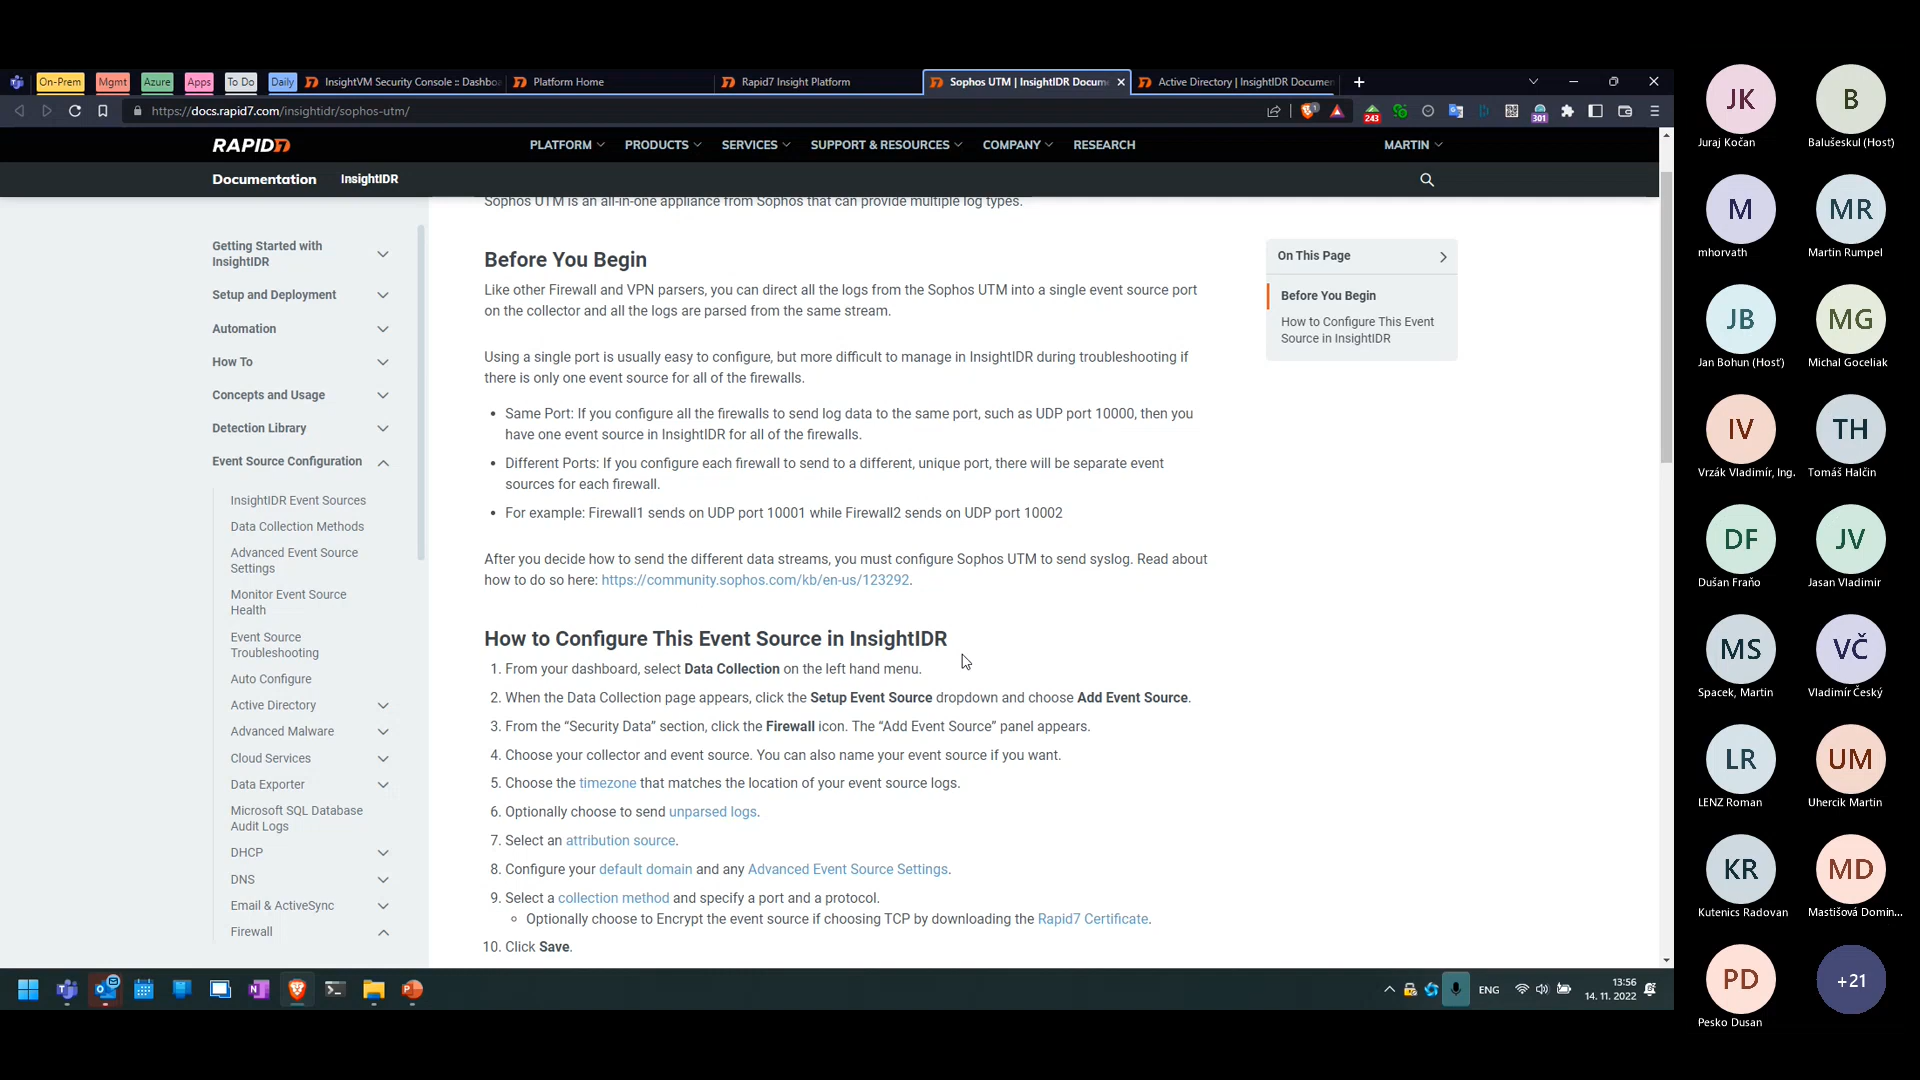 On-Prem
Mgmt
Azure
Apps
To Do
Daily
InsightVM Security Console :: Dashbo
Platform Home
Rapid7 Insight Platform
Sophos UTM | InsightIDR Docum
Active Directory | InsightIDR Documen
https://docs.rapid7.com/insightidr/sophos-utm/
243
301
RAPID7
PLATFORM
PRODUCTS
SERVICES
SUPPORT & RESOURCES
COMPANY
RESEARCH
MARTIN
Documentation
InsightIDR
Getting Started with
InsightIDR
Setup and Deployment
Automation
How To
Concepts and Usage
Detection Library
Event Source Configuration
InsightIDR Event Sources
Data Collection Methods
Advanced Event Source
Settings
Monitor Event Source
Health
Event Source
Troubleshooting
Auto Configure
Active Directory
Advanced Malware
Cloud Services
Data Exporter
Microsoft SQL Database
Audit Logs
DHCP
DNS
Email & ActiveSync
Firewall
Sophos UTM is an all-in-one appliance from Sophos that can provide multiple log types.
Before You Begin
Like other Firewall and VPN parsers, you can direct all the logs from the Sophos UTM into a single event source port
on the collector and all the logs are parsed from the same stream.
Using a single port is usually easy to configure, but more difficult to manage in InsightIDR during troubleshooting if
there is only one event source for all of the firewalls.
• Same Port: If you configure all the firewalls to send log data to the same port, such as UDP port 10000, then you
have one event source in InsightIDR for all of the firewalls.
• Different Ports: If you configure each firewall to send to a different, unique port, there will be separate event
sources for each firewall.
• For example: Firewall1 sends on UDP port 10001 while Firewall2 sends on UDP port 10002
After you decide how to send the different data streams, you must configure Sophos UTM to send syslog. Read about
how to do so here: https://community.sophos.com/kb/en-us/123292.
How to Configure This Event Source in InsightIDR
1. From your dashboard, select Data Collection on the left hand menu.
2. When the Data Collection page appears, click the Setup Event Source dropdown and choose Add Event Source.
3. From the “Security Data” section, click the Firewall icon. The “Add Event Source” panel appears.
4. Choose your collector and event source. You can also name your event source if you want.
5. Choose the timezone that matches the location of your event source logs.
6. Optionally choose to send unparsed logs.
7. Select an attribution source.
8. Configure your default domain and any Advanced Event Source Settings.
9. Select a collection method and specify a port and a protocol.
Optionally choose to Encrypt the event source if choosing TCP by downloading the Rapid7 Certificate.
10. Click Save.
On This Page
Before You Begin
How to Configure This Event
Source in InsightIDR
ENG
13:56
14. 11. 2022
JK
Juraj Kočan
B
Balušeskul (Hosť)
M
mhorvath
MR
Martin Rumpel
JB
Jan Bohun (Hosť)
MG
Michal Goceliak
IV
Vrzák Vladimír, Ing.
TH
Tomáš Halčin
DF
Dušan Fraňo
JV
Jasan Vladimir
MS
Spacek, Martin
VČ
Vladimír Český
LR
LENZ Roman
UM
Uhercik Martin
KR
Kutenics Radovan
MD
Mastišová Domin...
PD
Pesko Dusan
+21